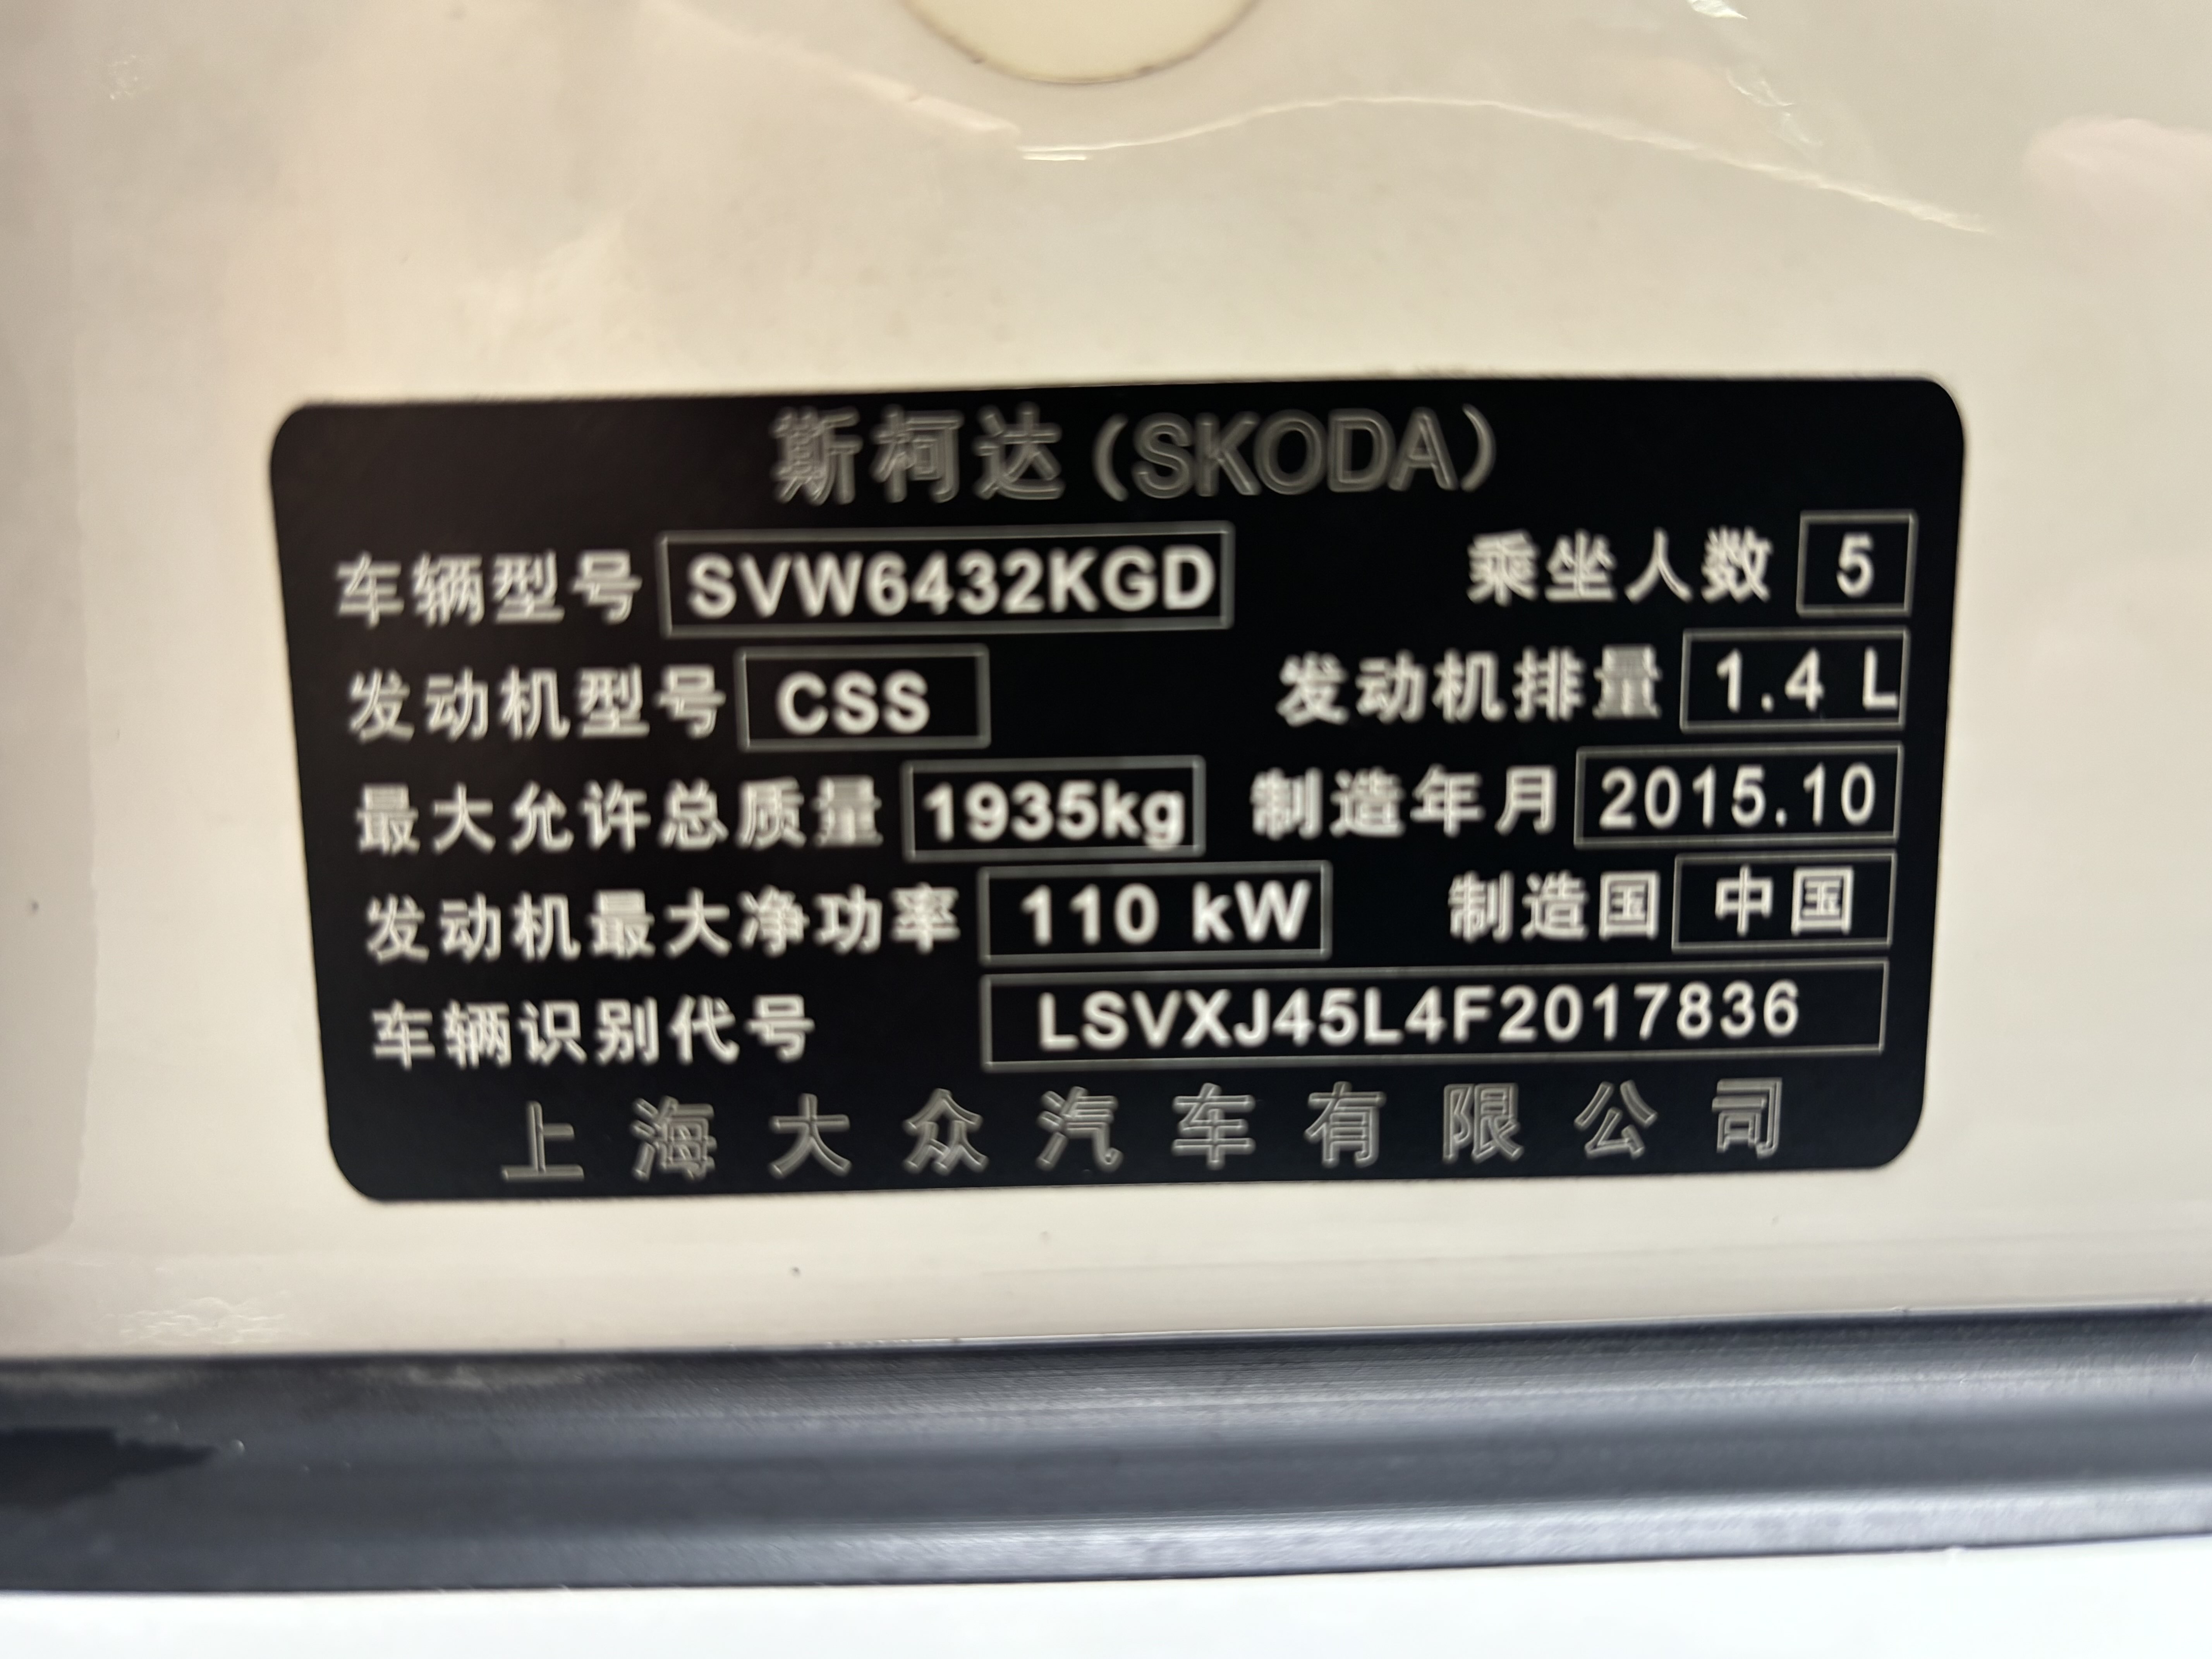 斯柯达(SKODA)
车辆型号 SVW6432KGD 乘坐人数 5
发动机型号 CSS 发动机排量 1.4 L
最大允许总质量 1935kg 制造年月 2015.10
发动机最大净功率 110 kW 制造国 中国
车辆识别代号 LSVXJ45L4F2017836
上海大众汽车有限公司